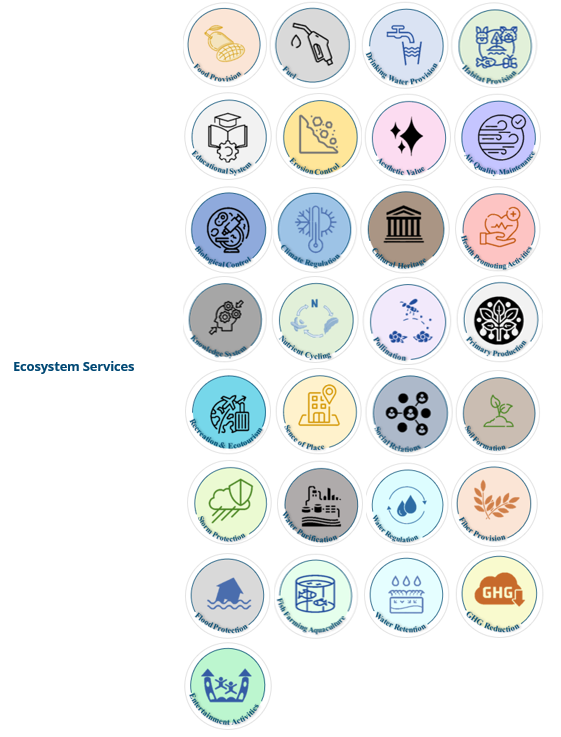 Food Provision
Fuel
Drinking Water Provision
Habitat Provision
Educational System
Erosion Control
Aesthetic Value
Air Quality Maintenance
Biological Control
Climate Regulation
Cultural Heritage
Health Promoting Activities
Knowledge System
N
Nutrient Cycling
Pollination
Primary Production
Ecosystem Services
Recreation & Ecotourism
Sence of Place
Social Relations
Soil Formation
Storm Protection
Water Purification
Water Regulation
Fiber Provision
Flood Protection
Fish Farming Aquaculture
Water Retention
GHG
GHG Reduction
Entertainment Activities